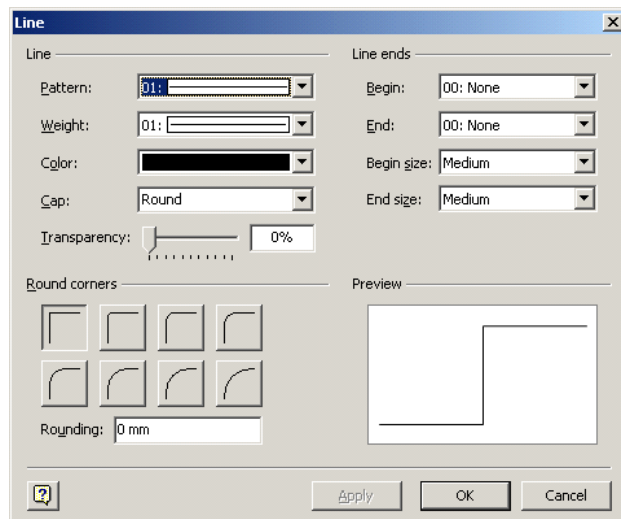 Line
Line
Pattern: 01:
Weight: 01:
Color:
Cap: Round
Transparency: 0%
Line ends
Begin: 00: None
End: 00: None
Begin size: Medium
End size: Medium
Round corners
Rounding: 0 mm
Preview
?
Apply OK Cancel